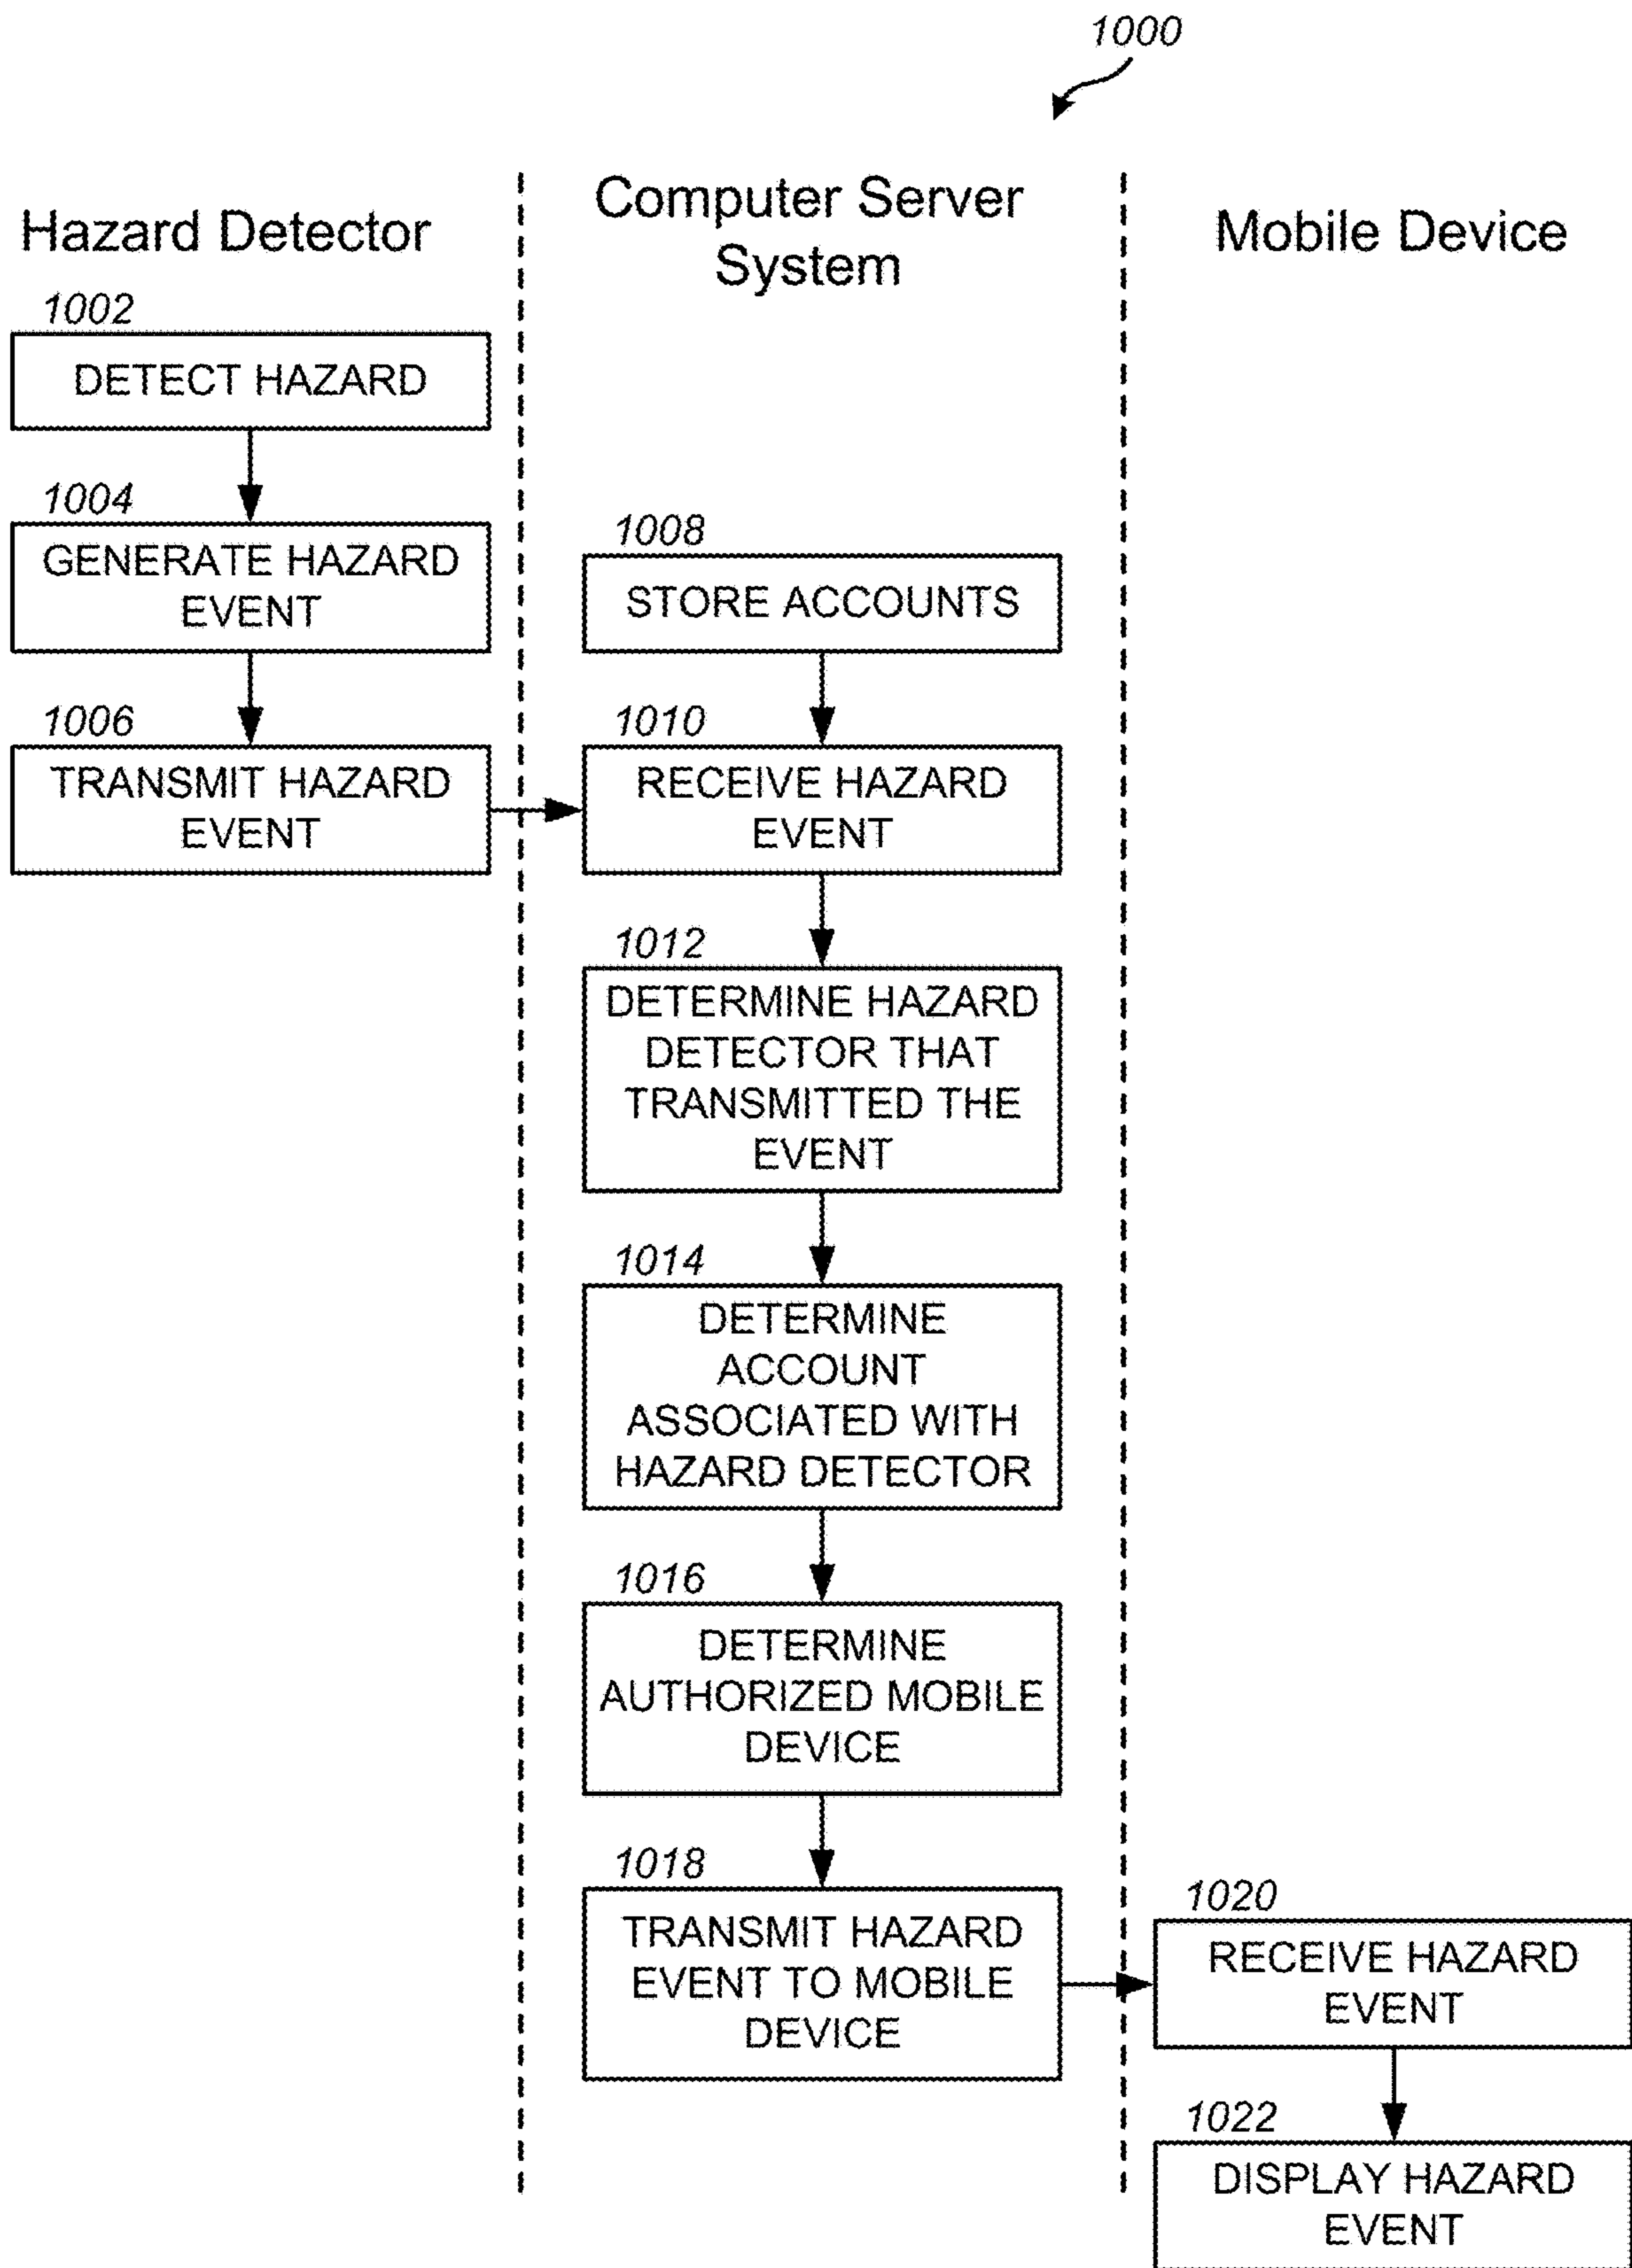 1000
Hazard Detector
Computer Server
System
Mobile Device
1002
DETECT HAZARD
1004
GENERATE HAZARD
EVENT
1006
TRANSMIT HAZARD
EVENT
1008
STORE ACCOUNTS
1010
RECEIVE HAZARD
EVENT
1012
DETERMINE HAZARD
DETECTOR THAT
TRANSMITTED THE
EVENT
1014
DETERMINE
ACCOUNT
ASSOCIATED WITH
HAZARD DETECTOR
1016
DETERMINE
AUTHORIZED MOBILE
DEVICE
1018
TRANSMIT HAZARD
EVENT TO MOBILE
DEVICE
1020
RECEIVE HAZARD
EVENT
1022
DISPLAY HAZARD
EVENT